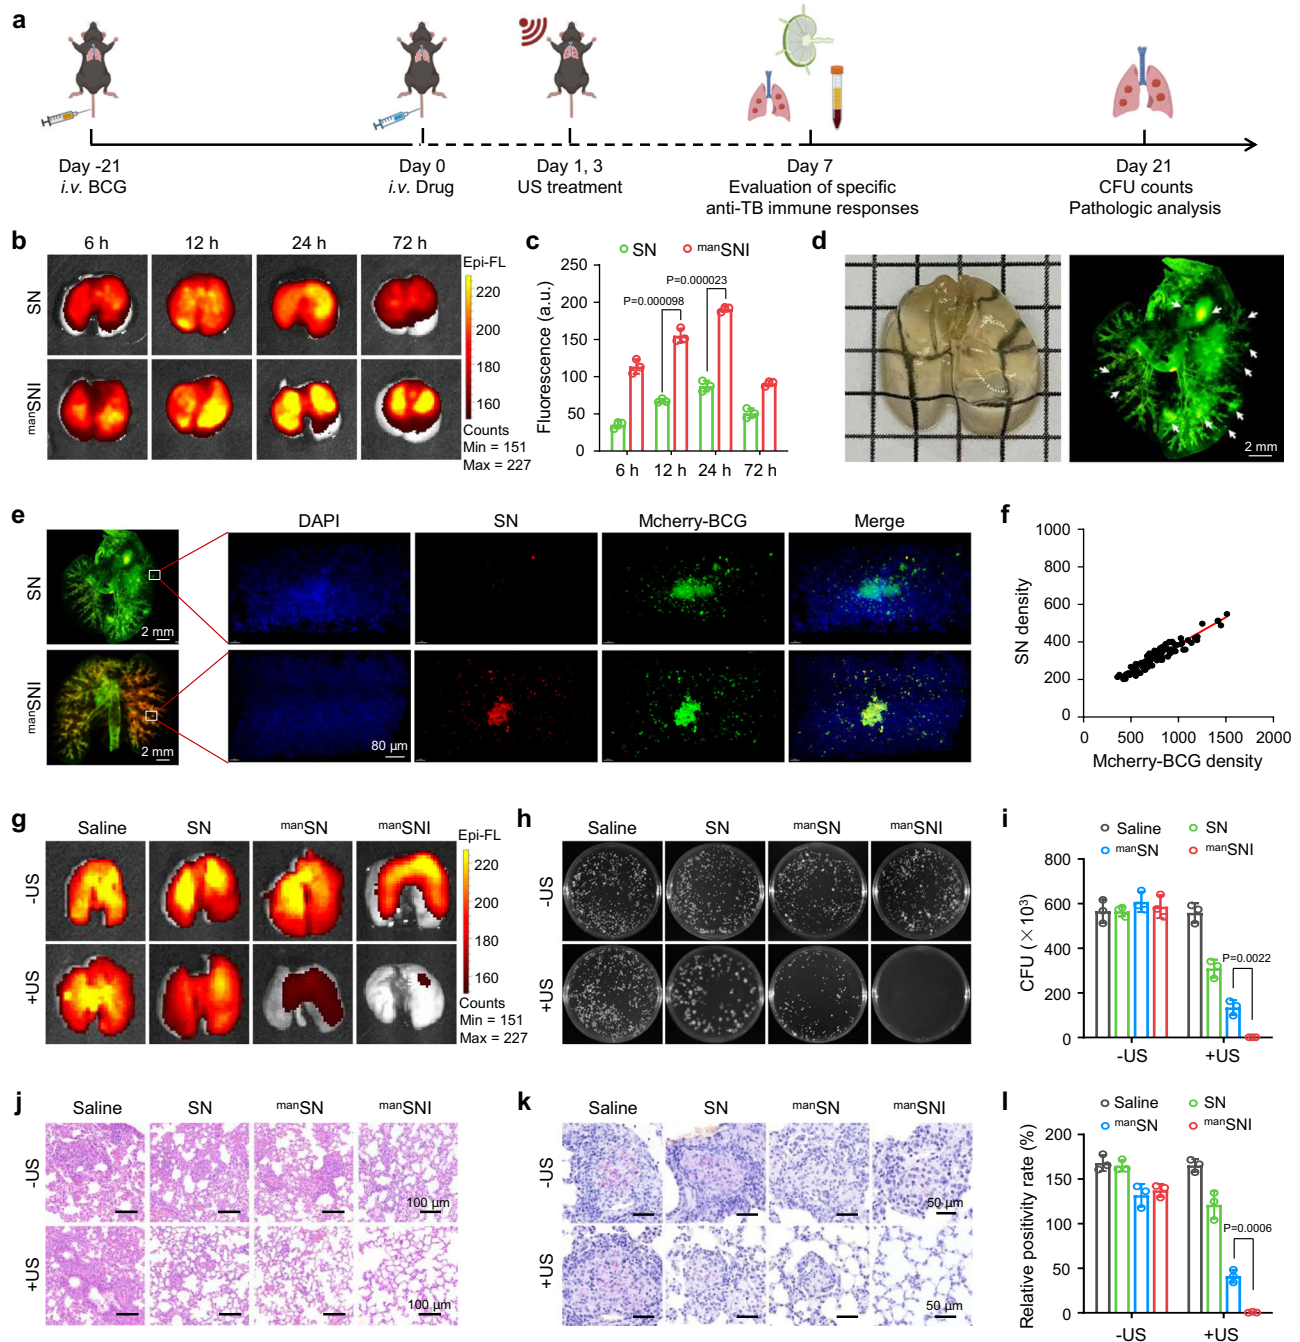 a
Day -21
i.v. BCG
Day 0
i.v. Drug
Day 1, 3
US treatment
Day 7
Evaluation of specific
anti-TB immune responses
Day 21
CFU counts
Pathologic analysis
b
6 h 12 h 24 h 72 h
SN
manSNI
Epi-FL
220
200
180
160
Counts
Min = 151
Max = 227
c
SN manSNI
Fluorescence (a.u.)
250
200
150
100
50
0
P=0.000098
P=0.000023
6 h 12 h 24 h 72 h
d
2 mm
e
DAPI SN Mcherry-BCG Merge
SN
2 mm
manSNI
2 mm
80 µm
f
SN density
1000
800
600
400
200
0
0 500 1000 1500 2000
Mcherry-BCG density
g
Saline SN manSN manSNI
-US
+US
Epi-FL
220
200
180
160
Counts
Min = 151
Max = 227
h
Saline SN manSN manSNI
-US
+US
i
Saline SN
manSN manSNI
CFU (×10³)
800
600
400
200
0
P=0.0022
-US +US
j
Saline SN manSN manSNI
-US
100 µm
+US
100 µm
k
Saline SN manSN manSNI
-US
50 µm
+US
50 µm
l
Saline SN
manSN manSNI
Relative positivity rate (%)
200
150
100
50
0
P=0.0006
-US +US